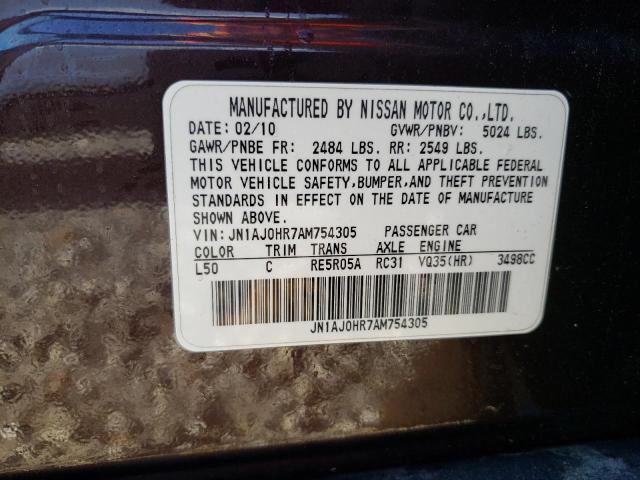 MANUFACTURED BY NISSAN MOTOR CO.,LTD.
DATE: 02/10 GVWR/PNBV: 5024 LBS.
GAWR/PNBE FR: 2484 LBS. RR: 2549 LBS.
THIS VEHICLE CONFORMS TO ALL APPLICABLE FEDERAL
MOTOR VEHICLE SAFETY,BUMPER,AND THEFT PREVENTION
STANDARDS IN EFFECT ON THE DATE OF MANUFACTURE
SHOWN ABOVE.
VIN: JN1AJ0HR7AM754305 PASSENGER CAR
COLOR TRIM TRANS AXLE ENGINE
L50 C RE5R05A RC31 VQ35(HR) 3498CC
JN1AJ0HR7AM754305